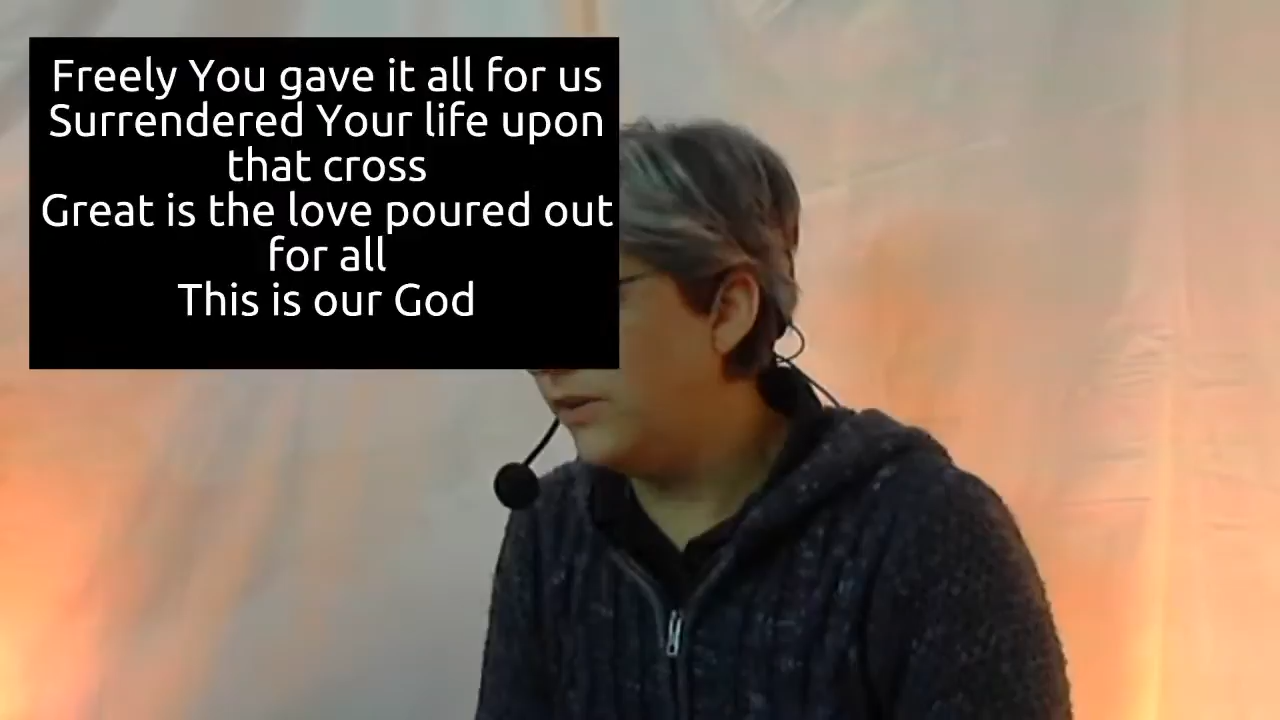 Freely You gave it all for us
Surrendered Your life upon
that cross
Great is the love poured out
for all
This is our God